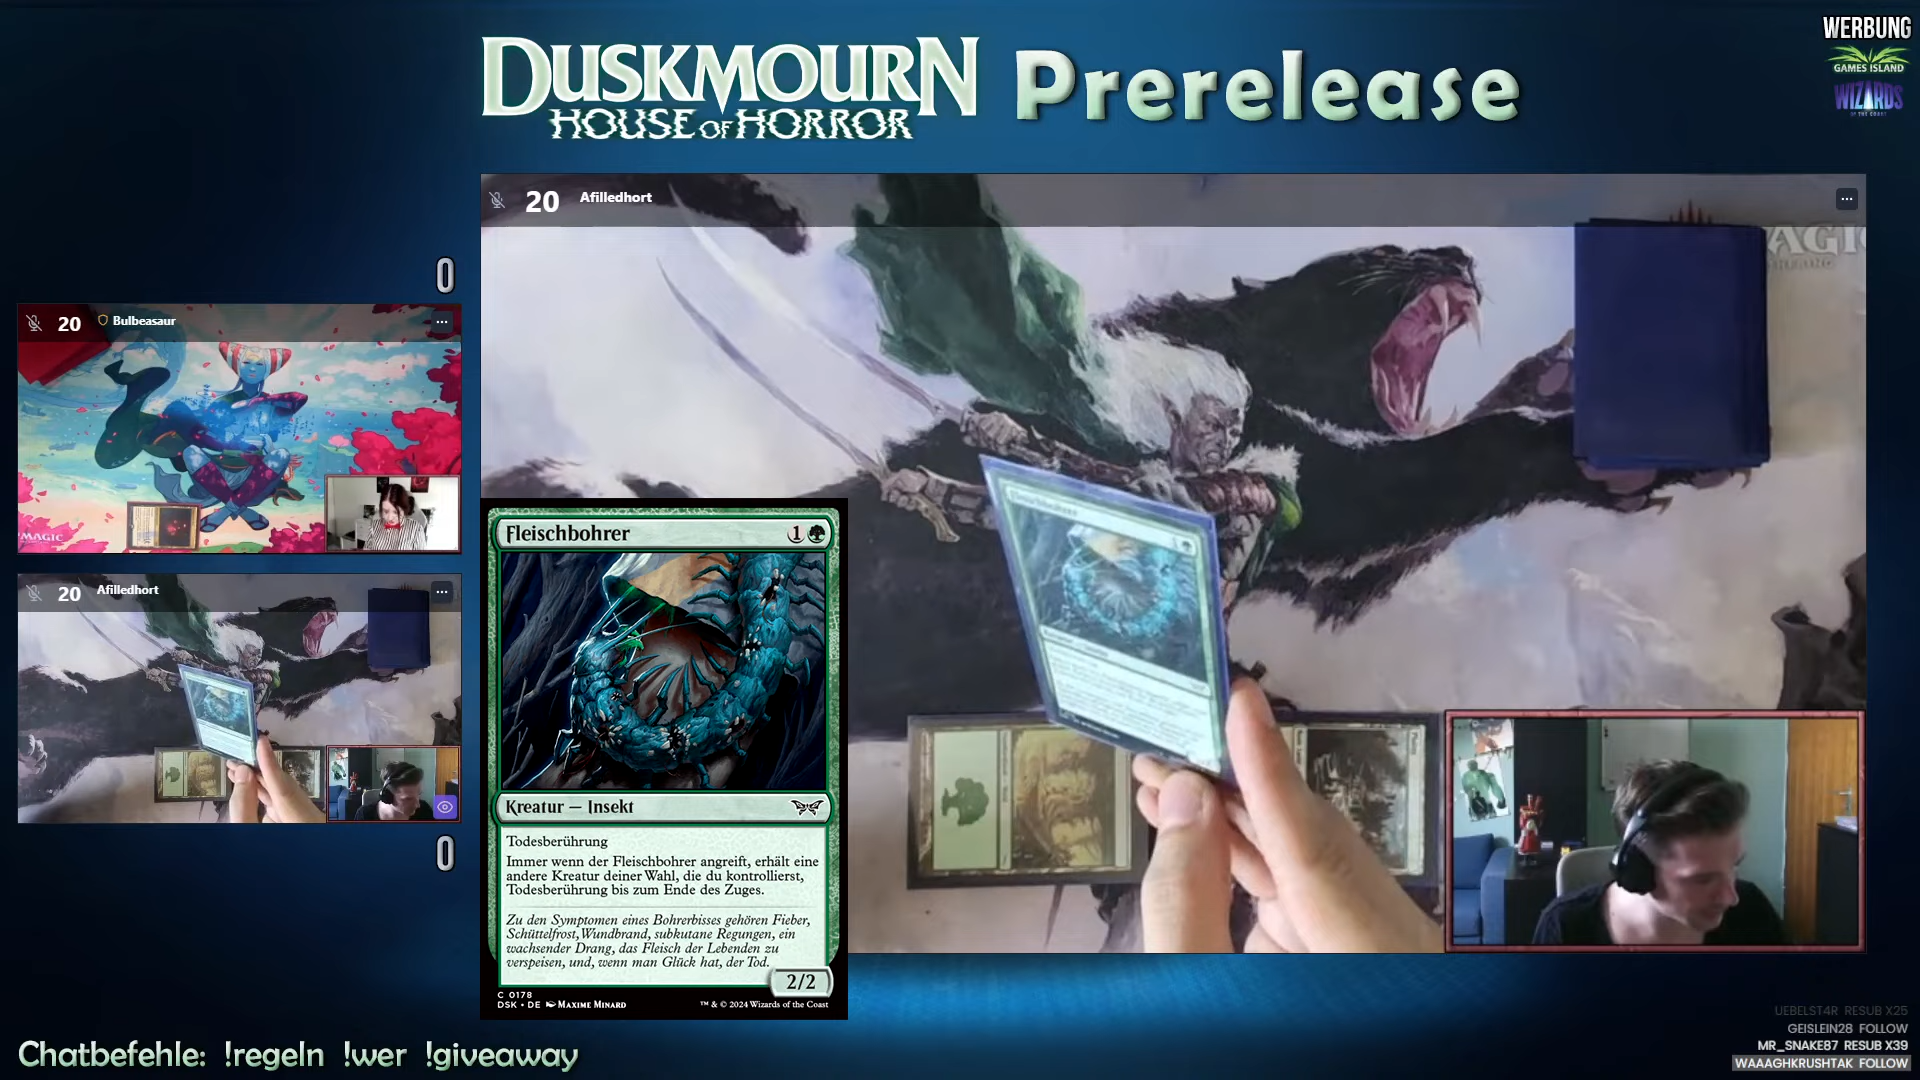 DUSKMOURN
HOUSE OF HORROR
Prerelease
WERBUNG
GAMES ISLAND
WIZARDS
OF THE COAST
20 Afilledhort
0
20 Bulbeasaur
MAGIC
20 Afilledhort
0
Fleischbohrer 1
Kreatur — Insekt
Todesberührung
Immer wenn der Fleischbohrer angreift, erhält eine
andere Kreatur deiner Wahl, die du kontrollierst,
Todesberührung bis zum Ende des Zuges.
Zu den Symptomen eines Bohrerbisses gehören Fieber,
Schüttelfrost, Wundbrand, subkutane Regungen, ein
wachsender Drang, das Fleisch der Lebenden zu
verspeisen, und, wenn man Glück hat, der Tod.
2/2
C 0178
DSK • DE MAXIME MINARD
™ & © 2024 Wizards of the Coast
Chatbefehle: !regeln !wer !giveaway
UEBELST4R RESUB X25
GEISLEIN28 FOLLOW
MR_SNAKE87 RESUB X39
WAAAGHKRUSHTAK FOLLOW